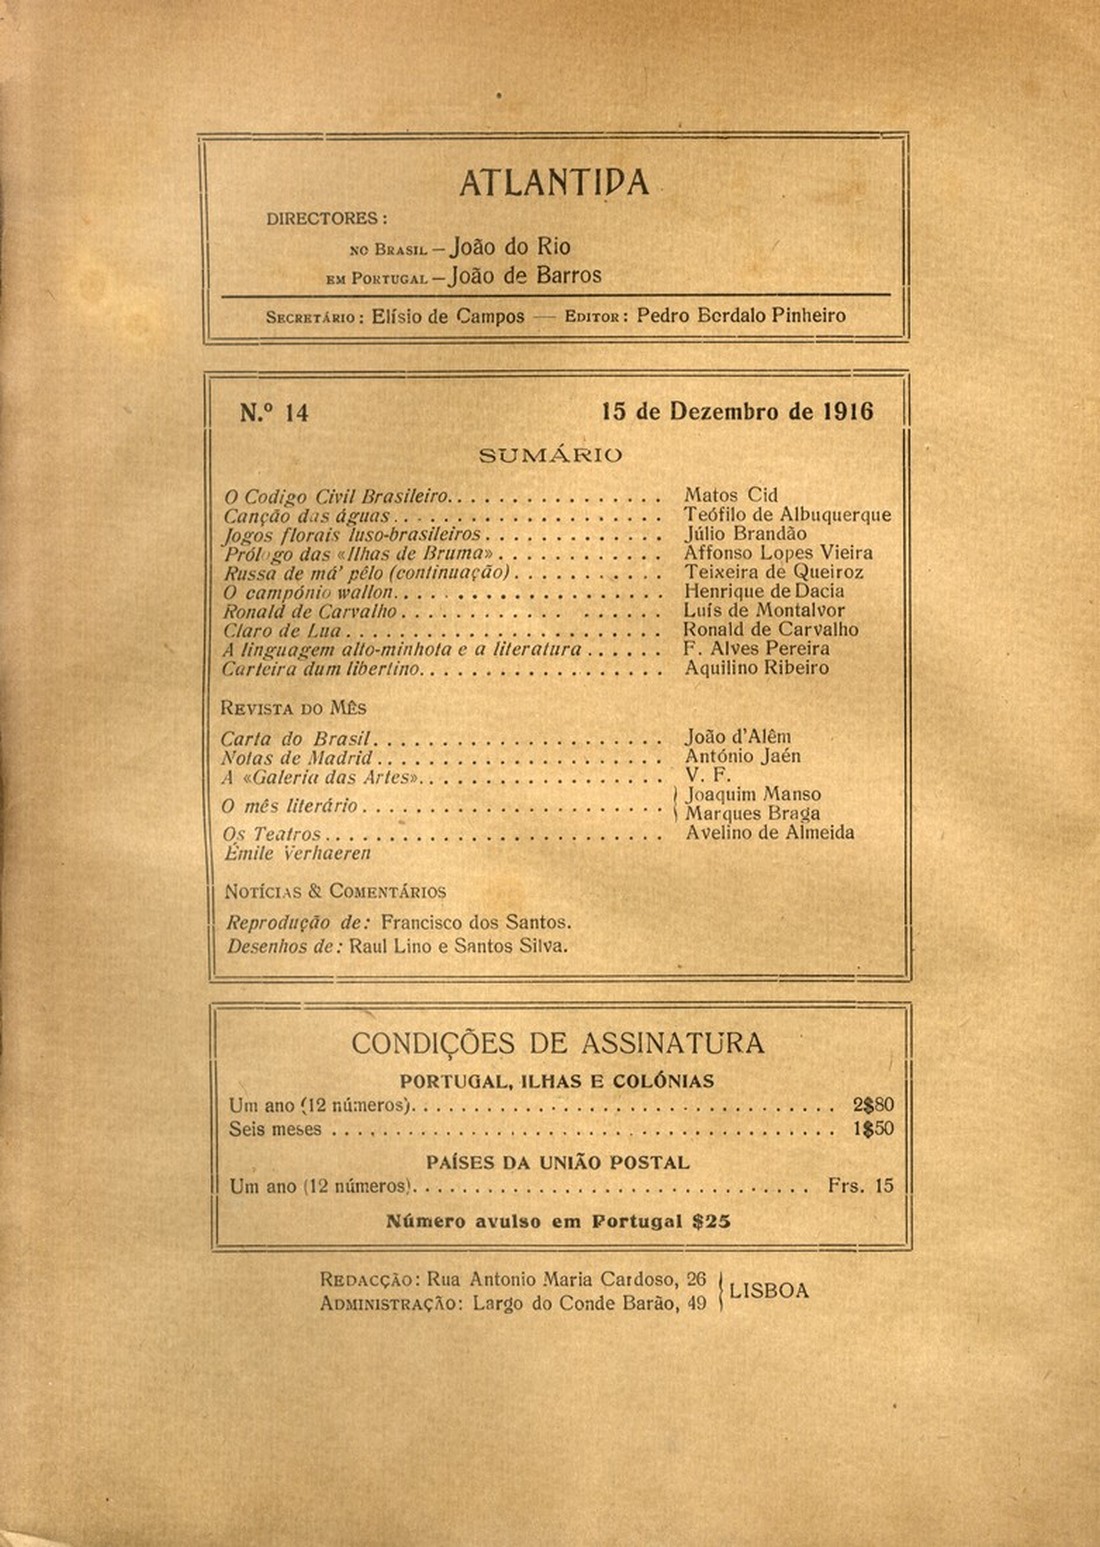 ATLANTIDA
DIRECTORES:
NO BRASIL — João do Rio
EM PORTUGAL — João de Barros
SECRETÁRIO: Elísio de Campos — EDITOR: Pedro Bordalo Pinheiro
N.º 14 15 de Dezembro de 1916
SUMÁRIO
O Codigo Civil Brasileiro. . . . . . . . . . . . . . . . Matos Cid
Canção das águas. . . . . . . . . . . . . . . . . . . Teófilo de Albuquerque
Jogos florais luso-brasileiros. . . . . . . . . . . . . Júlio Brandão
Prólogo das «Ilhas de Bruma». . . . . . . . . . . . Affonso Lopes Vieira
Russa de má' pêlo (continuação). . . . . . . . . . . Teixeira de Queiroz
O campónio wallon. . . . . . . . . . . . . . . . . . . Henrique de Dacia
Ronald de Carvalho. . . . . . . . . . . . . . . . . . Luís de Montalvor
Claro de Lua. . . . . . . . . . . . . . . . . . . . . . Ronald de Carvalho
A linguagem alto-minhota e a literatura . . . . . . F. Alves Pereira
Carteira dum libertino. . . . . . . . . . . . . . . . . Aquilino Ribeiro
REVISTA DO MÊS
Carta do Brasil. . . . . . . . . . . . . . . . . . . . João d'Alêm
Notas de Madrid. . . . . . . . . . . . . . . . . . . . António Jaén
A «Galeria das Artes». . . . . . . . . . . . . . . . . V. F.
O mês literário. . . . . . . . . . . . . . . . . . . . . { Joaquim Manso
Marques Braga
Os Teatros. . . . . . . . . . . . . . . . . . . . . . . Avelino de Almeida
Émile Verhaeren
NOTÍCIAS & COMENTÁRIOS
Reprodução de: Francisco dos Santos.
Desenhos de: Raul Lino e Santos Silva.
CONDIÇÕES DE ASSINATURA
PORTUGAL, ILHAS E COLÓNIAS
Um ano (12 números). . . . . . . . . . . . . . . . . . . . . . . . . . . . 2$80
Seis meses . . . . . . . . . . . . . . . . . . . . . . . . . . . . . . . . . . 1$50
PAÍSES DA UNIÃO POSTAL
Um ano (12 números). . . . . . . . . . . . . . . . . . . . . . . . . . . Frs. 15
Número avulso em Portugal $25
REDACÇÃO: Rua Antonio Maria Cardoso, 26 } LISBOA
ADMINISTRAÇÃO: Largo do Conde Barão, 49